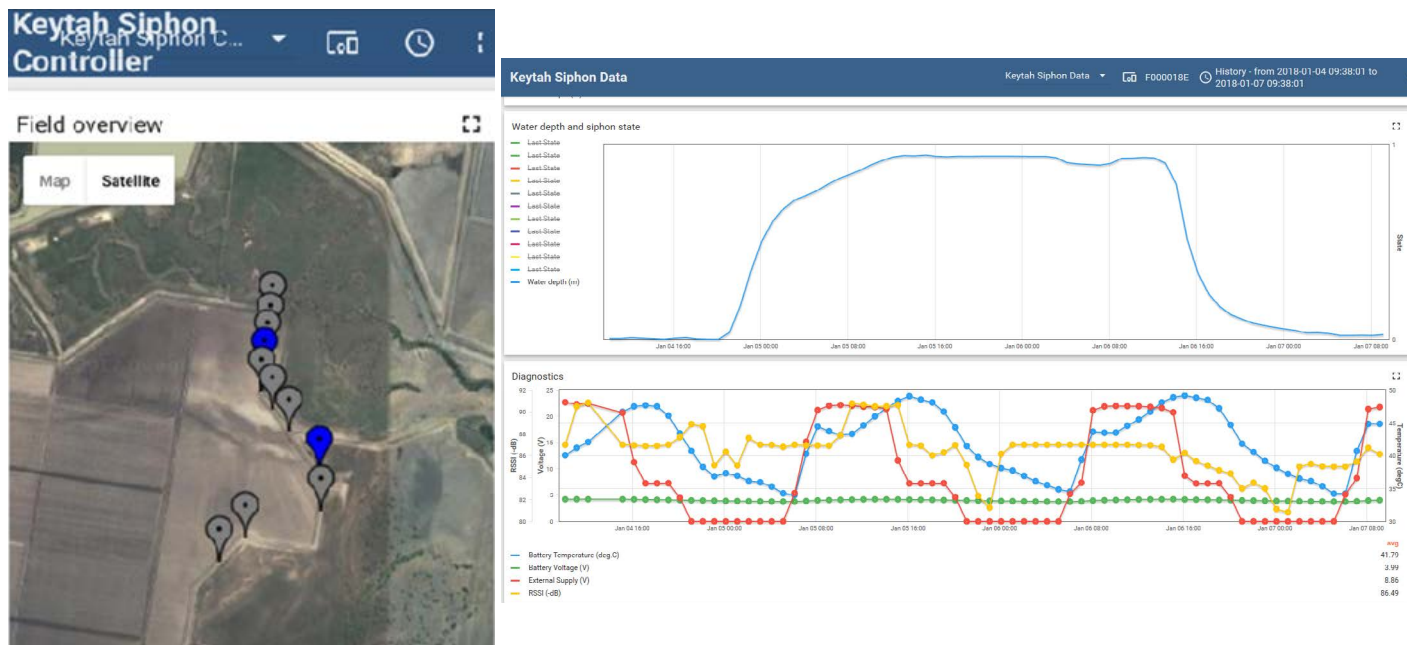 Keytah Siphon
Keytah Siphon C...
Controller
Field overview
Map Satellite
Keytah Siphon Data
Keytah Siphon Data
F000018E
History - from 2018-01-04 09:38:01 to
2018-01-07 09:38:01
Water depth and siphon state
Last State
Last State
Last State
Last State
Last State
Last State
Last State
Last State
Last State
Last State
Last State
Water depth (m)
1
State
0
Jan 04 16:00 Jan 05 00:00 Jan 05 08:00 Jan 05 16:00 Jan 06 00:00 Jan 06 08:00 Jan 06 16:00 Jan 07 00:00 Jan 07 08:00
Diagnostics
92 25 50
90 20 45
88 15 40
86 10 35
84 5 30
82 0
80
RSSI (-dB)
Voltage (V)
Temperature (degC)
Jan 04 16:00 Jan 05 00:00 Jan 05 08:00 Jan 05 16:00 Jan 06 00:00 Jan 06 08:00 Jan 06 16:00 Jan 07 00:00 Jan 07 08:00
avg
Battery Temperature (deg.C) 41.79
Battery Voltage (V) 3.99
External Supply (V) 8.86
RSSI (-dB) 86.49